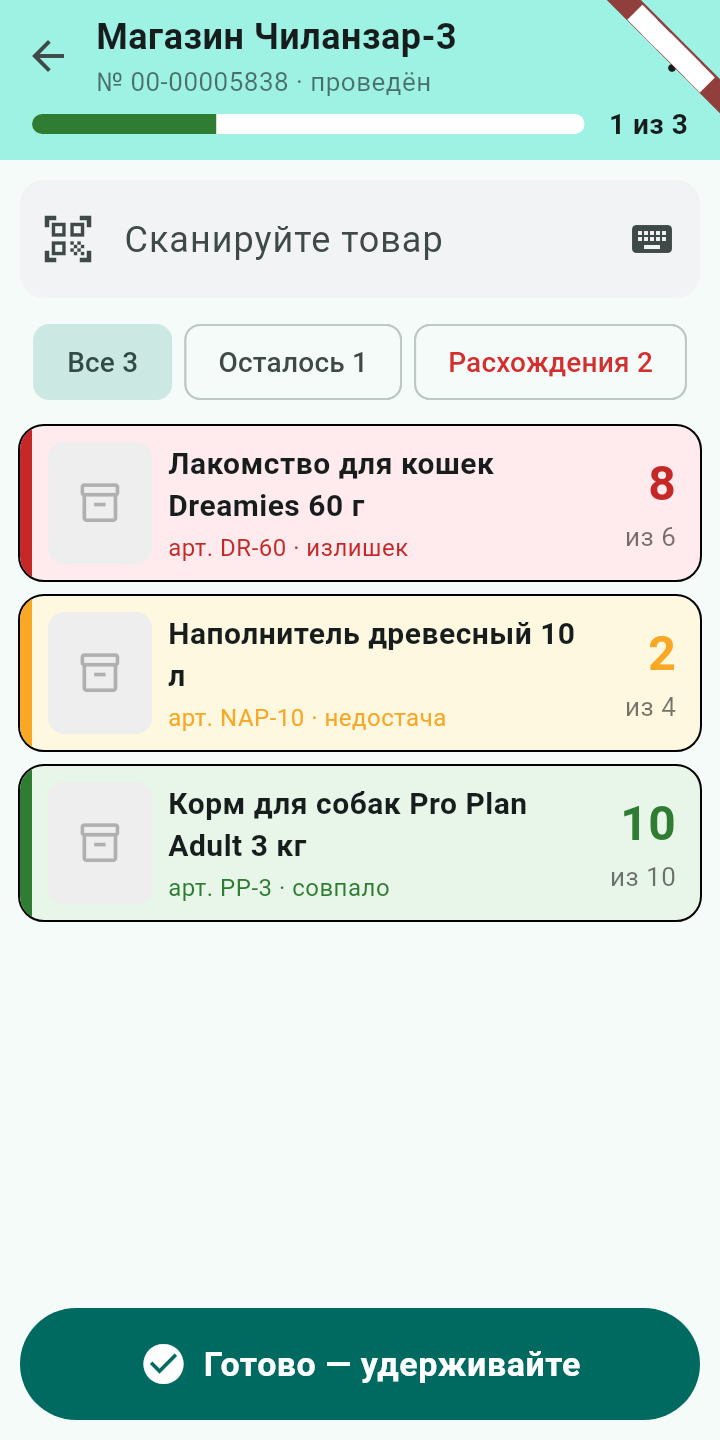 Магазин Чиланзар-3
№ 00-00005838 · проведён
1 из 3
Сканируйте товар
Все 3
Осталось 1
Расхождения 2
Лакомство для кошек
Dreamies 60 г
арт. DR-60 · излишек
8
из 6
Наполнитель древесный 10
л
арт. NAP-10 · недостача
2
из 4
Корм для собак Pro Plan
Adult 3 кг
арт. PP-3 · совпало
10
из 10
Готово — удерживайте